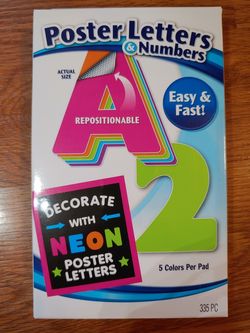 Poster Letters
& Numbers
ACTUAL
SIZE
A
REPOSITIONABLE
Easy &
Fast!
2
DECORATE
WITH
NEON
POSTER
LETTERS
5 Colors Per Pad
335 PC